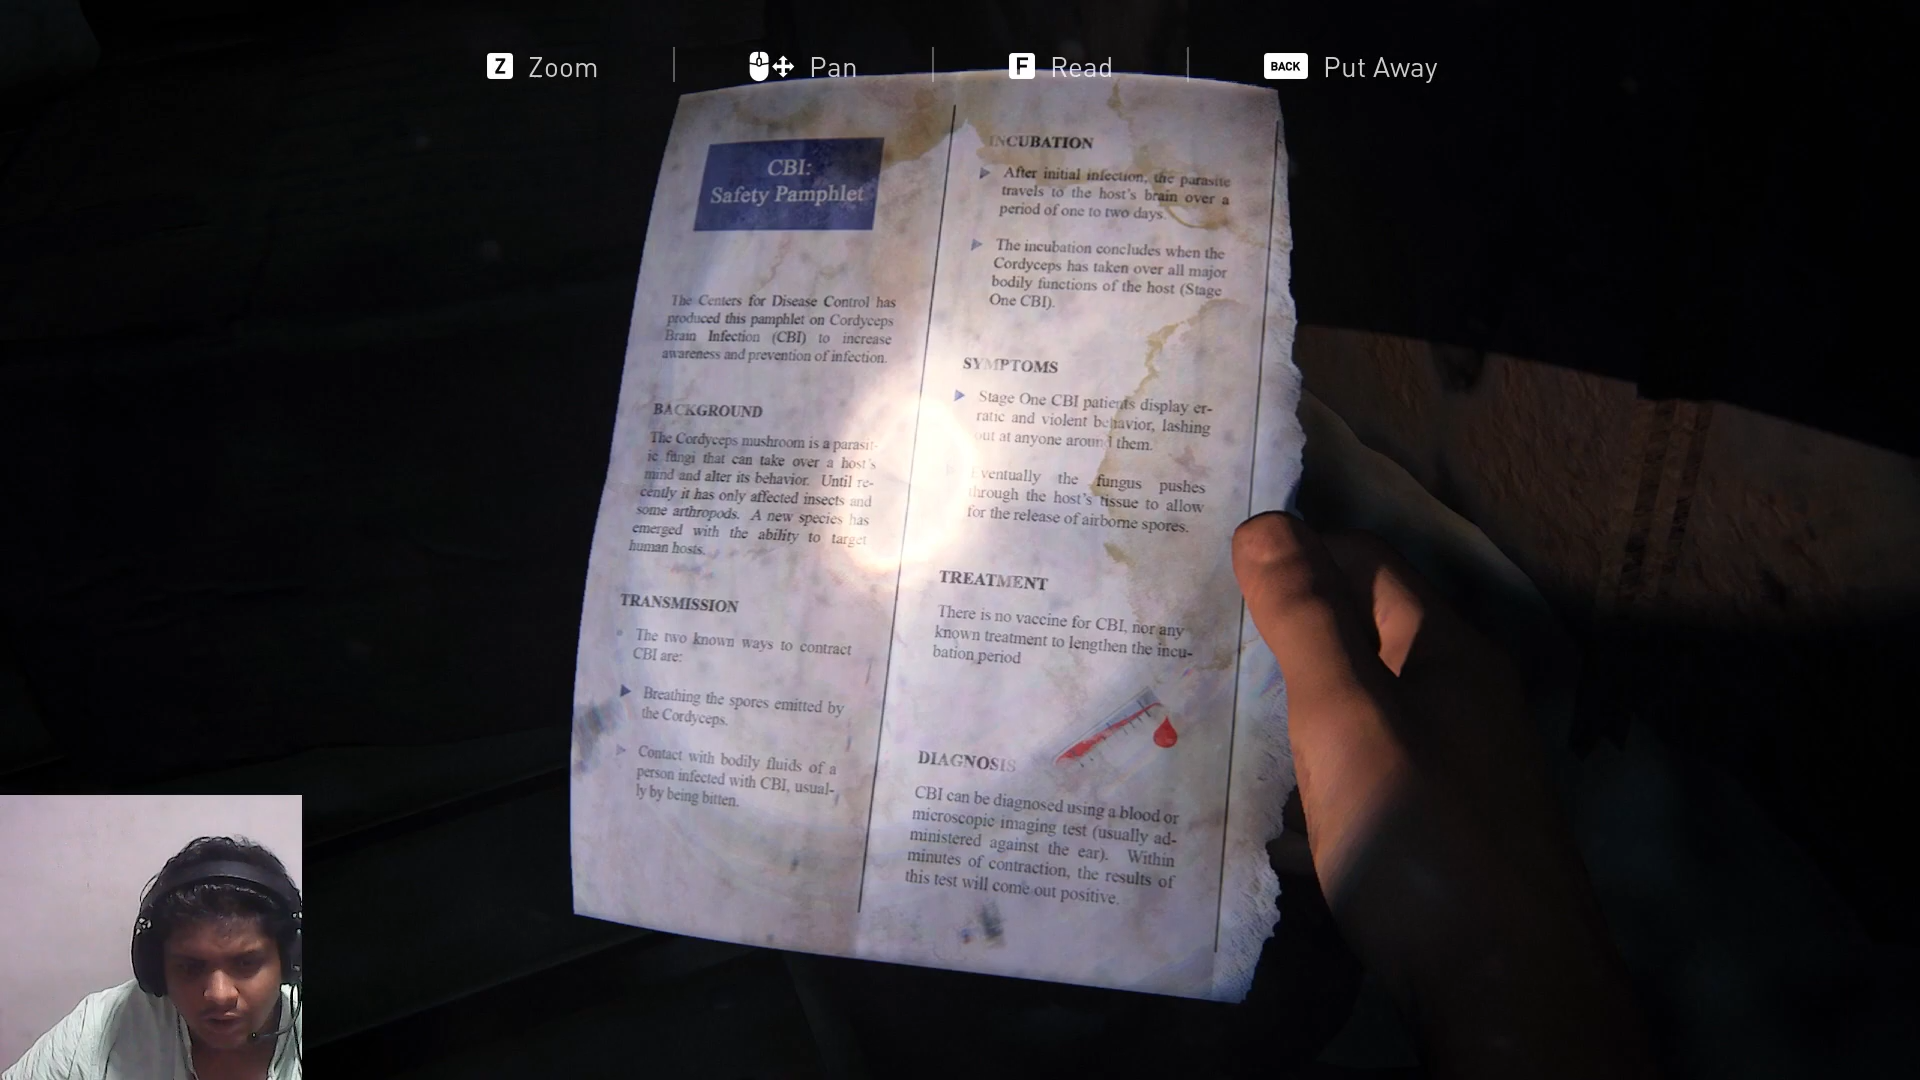 Z Zoom
Pan
F Read
BACK Put Away
CBI:
Safety Pamphlet
The Centers for Disease Control has
produced this pamphlet on Cordyceps
Brain Infection (CBI) to increase
awareness and prevention of infection.
BACKGROUND
The Cordyceps mushroom is a parasit-
ic fungi that can take over a host's
mind and alter its behavior. Until re-
cently it has only affected insects and
some arthropods. A new species has
emerged with the ability to target
human hosts.
TRANSMISSION
The two known ways to contract
CBI are:
Breathing the spores emitted by
the Cordyceps.
Contact with bodily fluids of a
person infected with CBI, usual-
ly by being bitten.
INCUBATION
After initial infection, the parasite
travels to the host's brain over a
period of one to two days.
The incubation concludes when the
Cordyceps has taken over all major
bodily functions of the host (Stage
One CBI).
SYMPTOMS
Stage One CBI patients display er-
ratic and violent behavior, lashing
out at anyone around them.
Eventually the fungus pushes
through the host's tissue to allow
for the release of airborne spores.
TREATMENT
There is no vaccine for CBI, nor any
known treatment to lengthen the incu-
bation period
DIAGNOSIS
CBI can be diagnosed using a blood or
microscopic imaging test (usually ad-
ministered against the ear). Within
minutes of contraction, the results of
this test will come out positive.